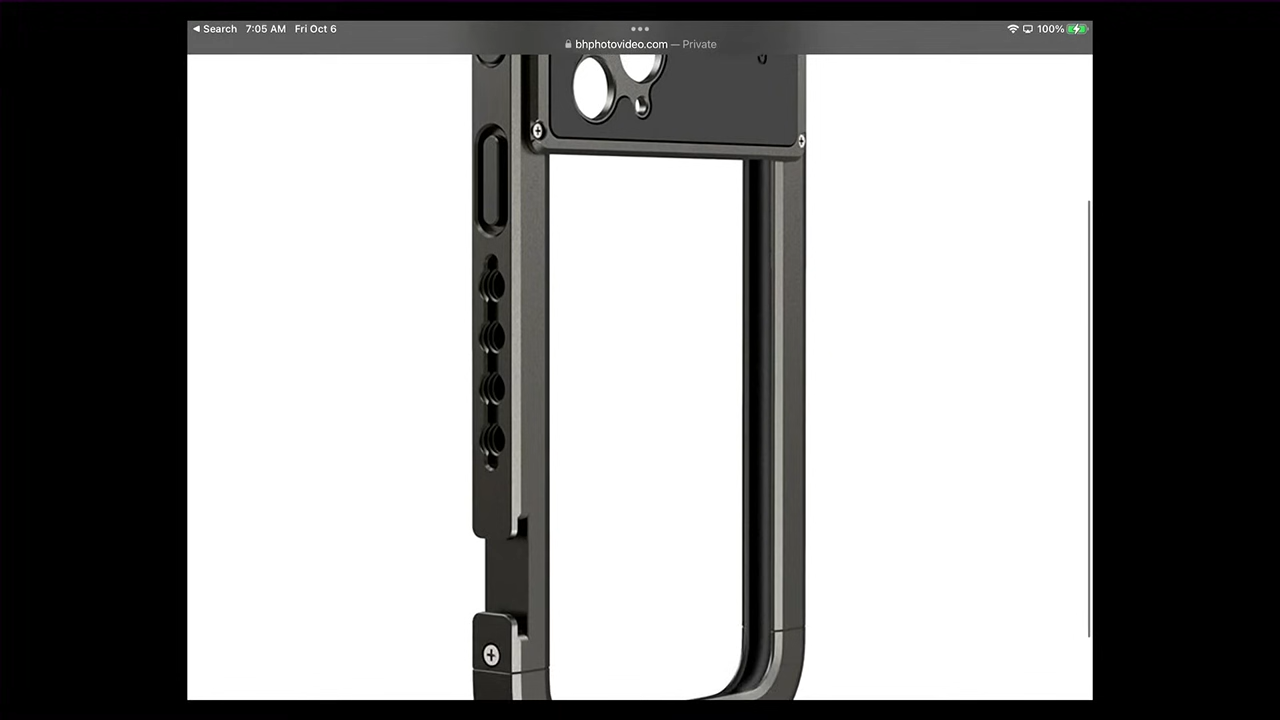 Search 7:05 AM Fri Oct 6 100%
bhphotovideo.com — Private